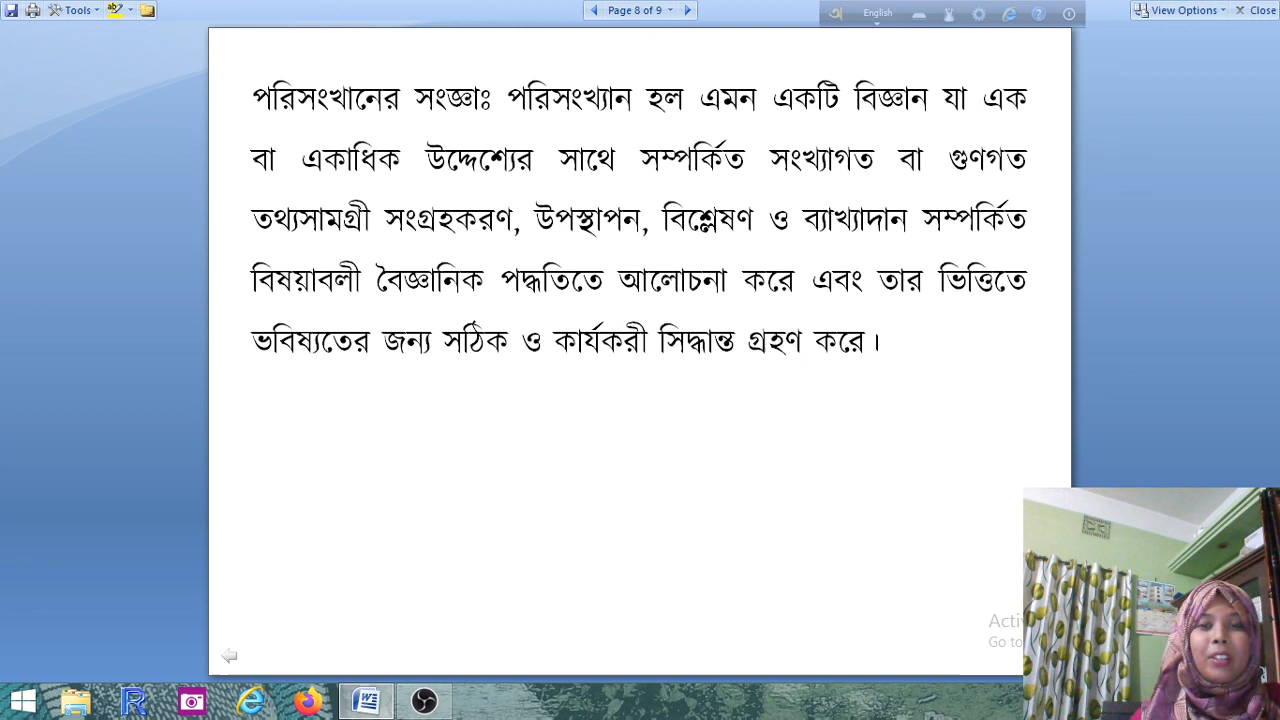 Tools
Page 8 of 9
English
View Options
Close
পরিসংখানের সংজ্ঞাঃ পরিসংখ্যান হল এমন একটি বিজ্ঞান যা এক
বা একাধিক উদ্দেশ্যের সাথে সম্পর্কিত সংখ্যাগত বা গুণগত
তথ্যসামগ্রী সংগ্রহকরণ, উপস্থাপন, বিশ্লেষণ ও ব্যাখ্যাদান সম্পর্কিত
বিষয়াবলী বৈজ্ঞানিক পদ্ধতিতে আলোচনা করে এবং তার ভিত্তিতে
ভবিষ্যতের জন্য সঠিক ও কার্যকরী সিদ্ধান্ত গ্রহণ করে।
Go to